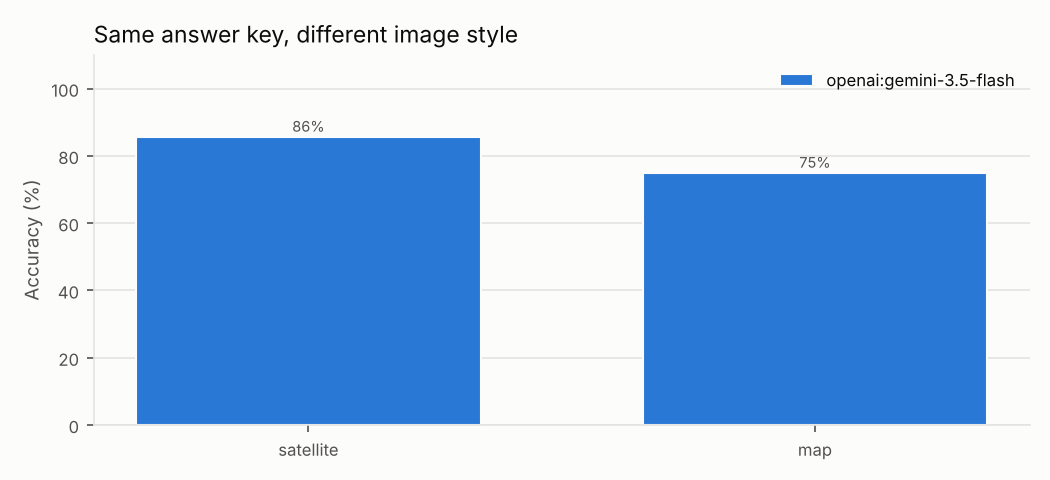 Same answer key, different image style
openai:gemini-3.5-flash
100
80
60
40
20
0
Accuracy (%)
86%
75%
satellite
map